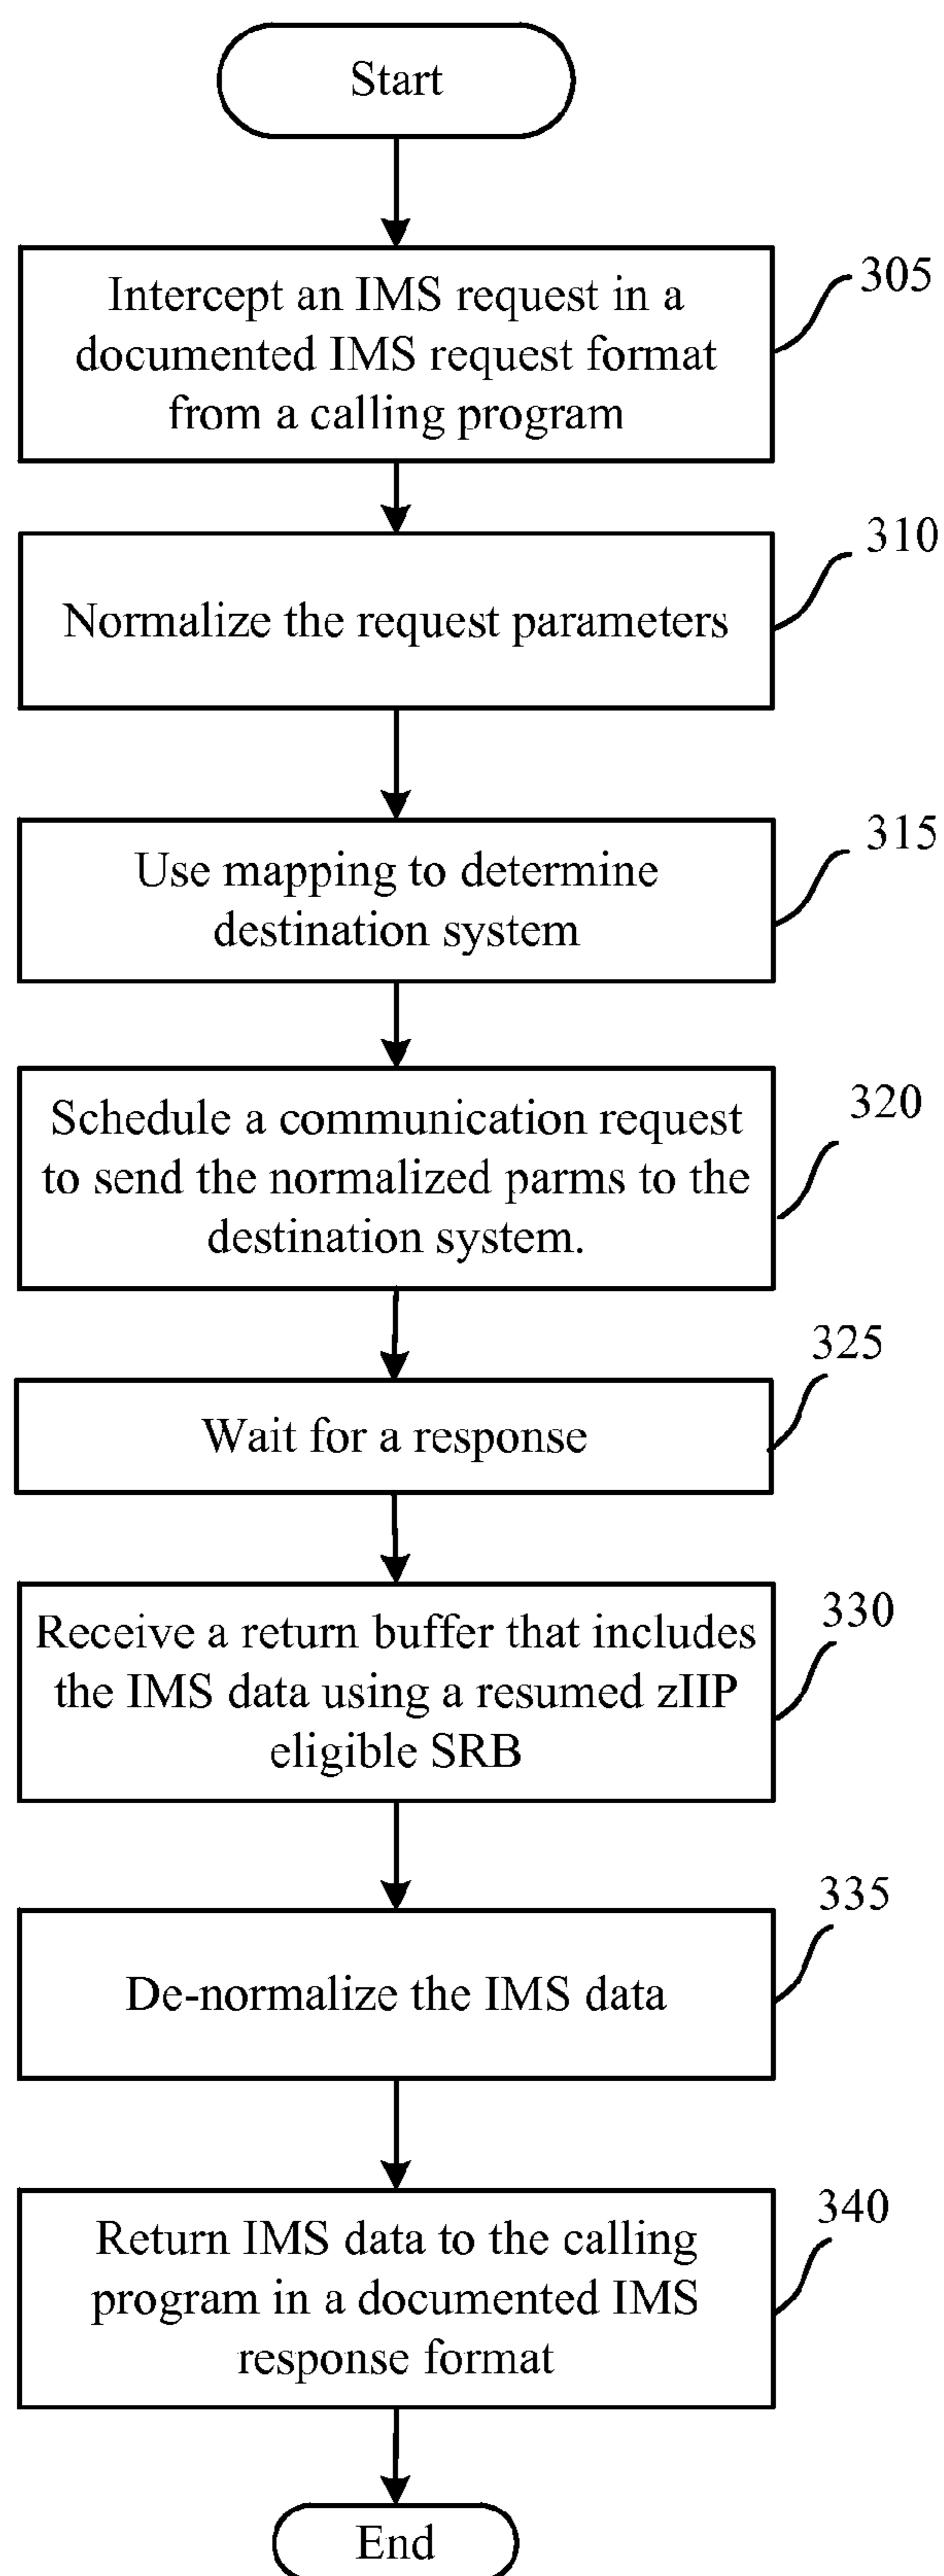 Start
Intercept an IMS request in a
documented IMS request format
from a calling program
305
Normalize the request parameters
310
Use mapping to determine
destination system
315
Schedule a communication request
to send the normalized parms to the
destination system.
320
Wait for a response
325
Receive a return buffer that includes
the IMS data using a resumed zIIP
eligible SRB
330
De-normalize the IMS data
335
Return IMS data to the calling
program in a documented IMS
response format
340
End